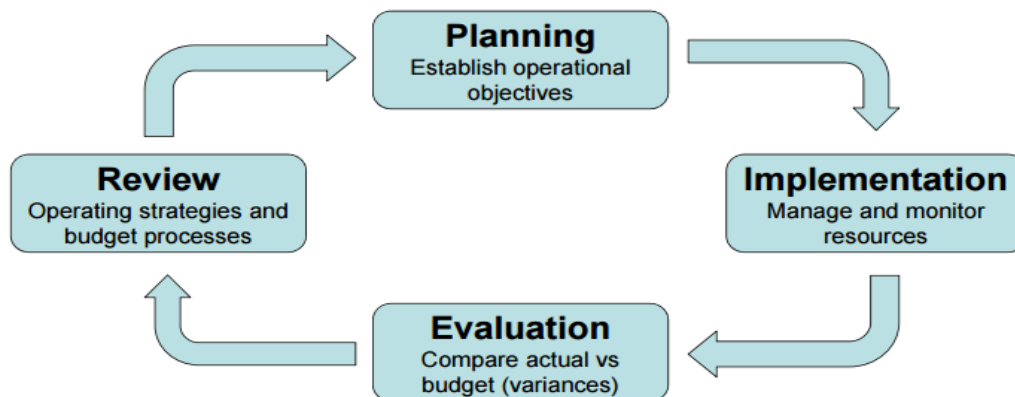 Planning
Establish operational
objectives
Implementation
Manage and monitor
resources
Evaluation
Compare actual vs
budget (variances)
Review
Operating strategies and
budget processes